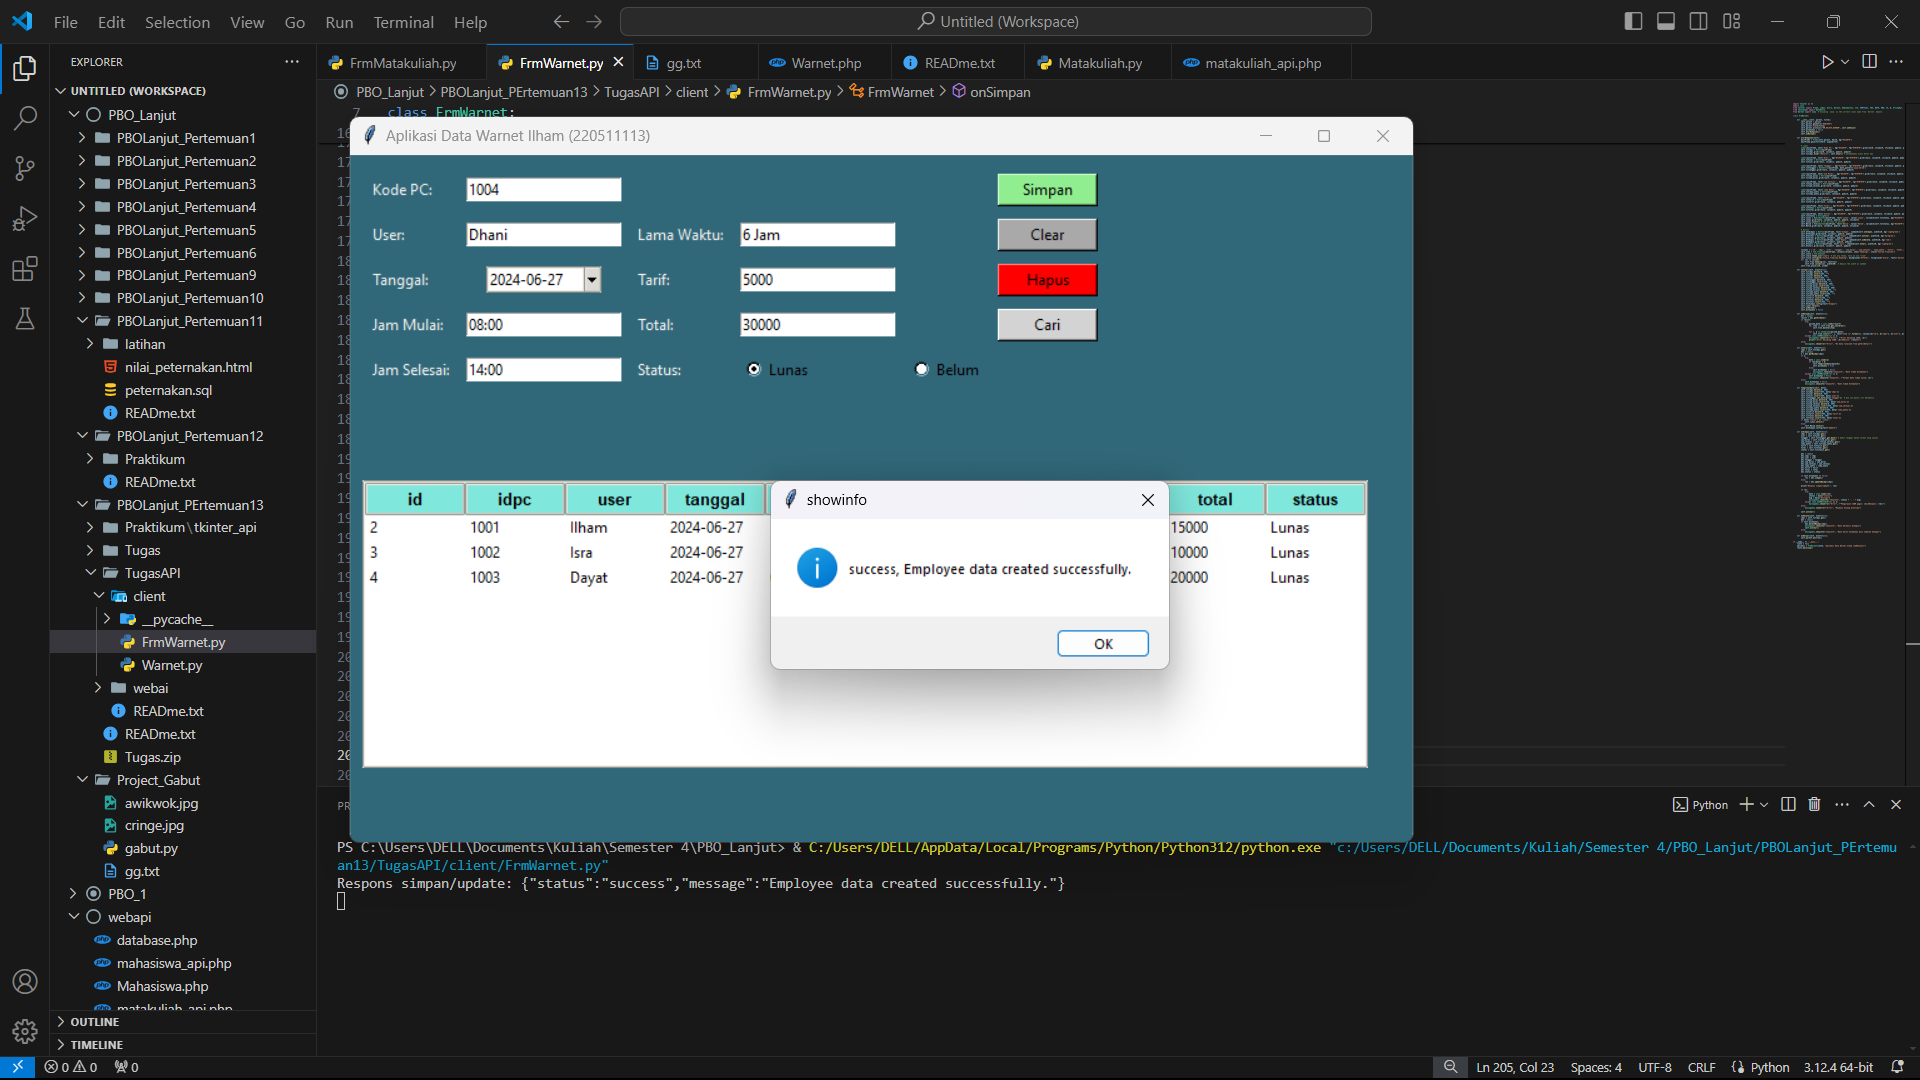 File Edit Selection View Go Run Terminal Help
Untitled (Workspace)
EXPLORER
UNTITLED (WORKSPACE)
PBO_Lanjut
PBOLanjut_Pertemuan1
PBOLanjut_Pertemuan2
PBOLanjut_Pertemuan3
PBOLanjut_Pertemuan4
PBOLanjut_Pertemuan5
PBOLanjut_Pertemuan6
PBOLanjut_Pertemuan9
PBOLanjut_Pertemuan10
PBOLanjut_Pertemuan11
latihan
nilai_peternakan.html
peternakan.sql
READme.txt
PBOLanjut_Pertemuan12
Praktikum
READme.txt
PBOLanjut_PErtemuan13
Praktikum\tkinter_api
Tugas
TugasAPI
client
__pycache__
FrmWarnet.py
Warnet.py
webai
READme.txt
READme.txt
Tugas.zip
Project_Gabut
awikwok.jpg
cringe.jpg
gabut.py
gg.txt
PBO_1
webapi
database.php
mahasiswa_api.php
Mahasiswa.php
matakuliah_api.php
OUTLINE
TIMELINE
FrmMatakuliah.py FrmWarnet.py gg.txt Warnet.php READme.txt Matakuliah.py matakuliah_api.php
PBO_Lanjut > PBOLanjut_PErtemuan13 > TugasAPI > client > FrmWarnet.py > FrmWarnet > onSimpan
7 class FrmWarnet:
Aplikasi Data Warnet Ilham (220511113)
Kode PC: 1004 Simpan
User: Dhani Lama Waktu: 6 Jam Clear
Tanggal: 2024-06-27 Tarif: 5000 Hapus
Jam Mulai: 08:00 Total: 30000 Cari
Jam Selesai: 14:00 Status: Lunas Belum
id idpc user tanggal total status
2 1001 Ilham 2024-06-27 15000 Lunas
3 1002 Isra 2024-06-27 10000 Lunas
4 1003 Dayat 2024-06-27 20000 Lunas
showinfo
success, Employee data created successfully.
OK
Python
PS C:\Users\DELL\Documents\Kuliah\Semester 4\PBO_Lanjut> & C:/Users/DELL/AppData/Local/Programs/Python/Python312/python.exe "c:/Users/DELL/Documents/Kuliah/Semester 4/PBO_Lanjut/PBOLanjut_PErtemu
an13/TugasAPI/client/FrmWarnet.py"
Respons simpan/update: {"status":"success","message":"Employee data created successfully."}
0 0 0
Ln 205, Col 23 Spaces: 4 UTF-8 CRLF Python 3.12.4 64-bit